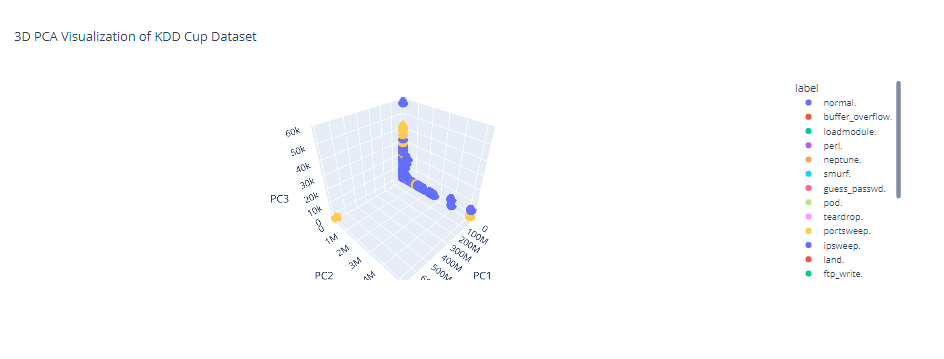 3D PCA Visualization of KDD Cup Dataset
label
normal.
buffer_overflow.
loadmodule.
perl.
neptune.
smurf.
guess_passwd.
pod.
teardrop.
portsweep.
ipsweep.
land.
ftp_write.
60k
50k
40k
30k
20k
10k
0
PC3
0
1M
2M
3M
PC2
0
100M
200M
300M
400M
500M
PC1